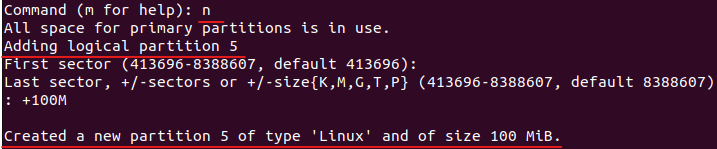 Command (m for help): n
All space for primary partitions is in use.
Adding logical partition 5
First sector (413696-8388607, default 413696):
Last sector, +/-sectors or +/-size{K,M,G,T,P} (413696-8388607, default 8388607)
: +100M
Created a new partition 5 of type 'Linux' and of size 100 MiB.